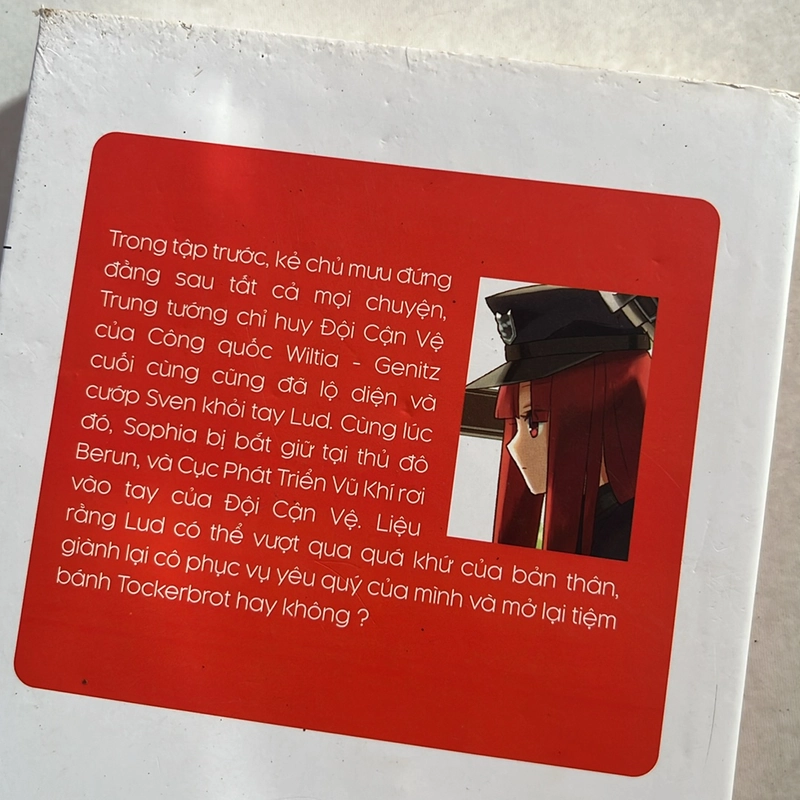 Trong tập trước, kẻ chủ mưu đứng
đằng sau tất cả mọi chuyện,
Trung tướng chỉ huy Đội Cận Vệ
của Công quốc Wiltia - Genitz
cuối cùng cũng đã lộ diện và
cướp Sven khỏi tay Lud. Cùng lúc
đó, Sophia bị bắt giữ tại thủ đô
Berun, và Cục Phát Triển Vũ Khí rơi
vào tay của Đội Cận Vệ. Liệu
rằng Lud có thể vượt qua quá khứ của bản thân,
giành lại cô phục vụ yêu quý của mình và mở lại tiệm
bánh Tockerbrot hay không ?